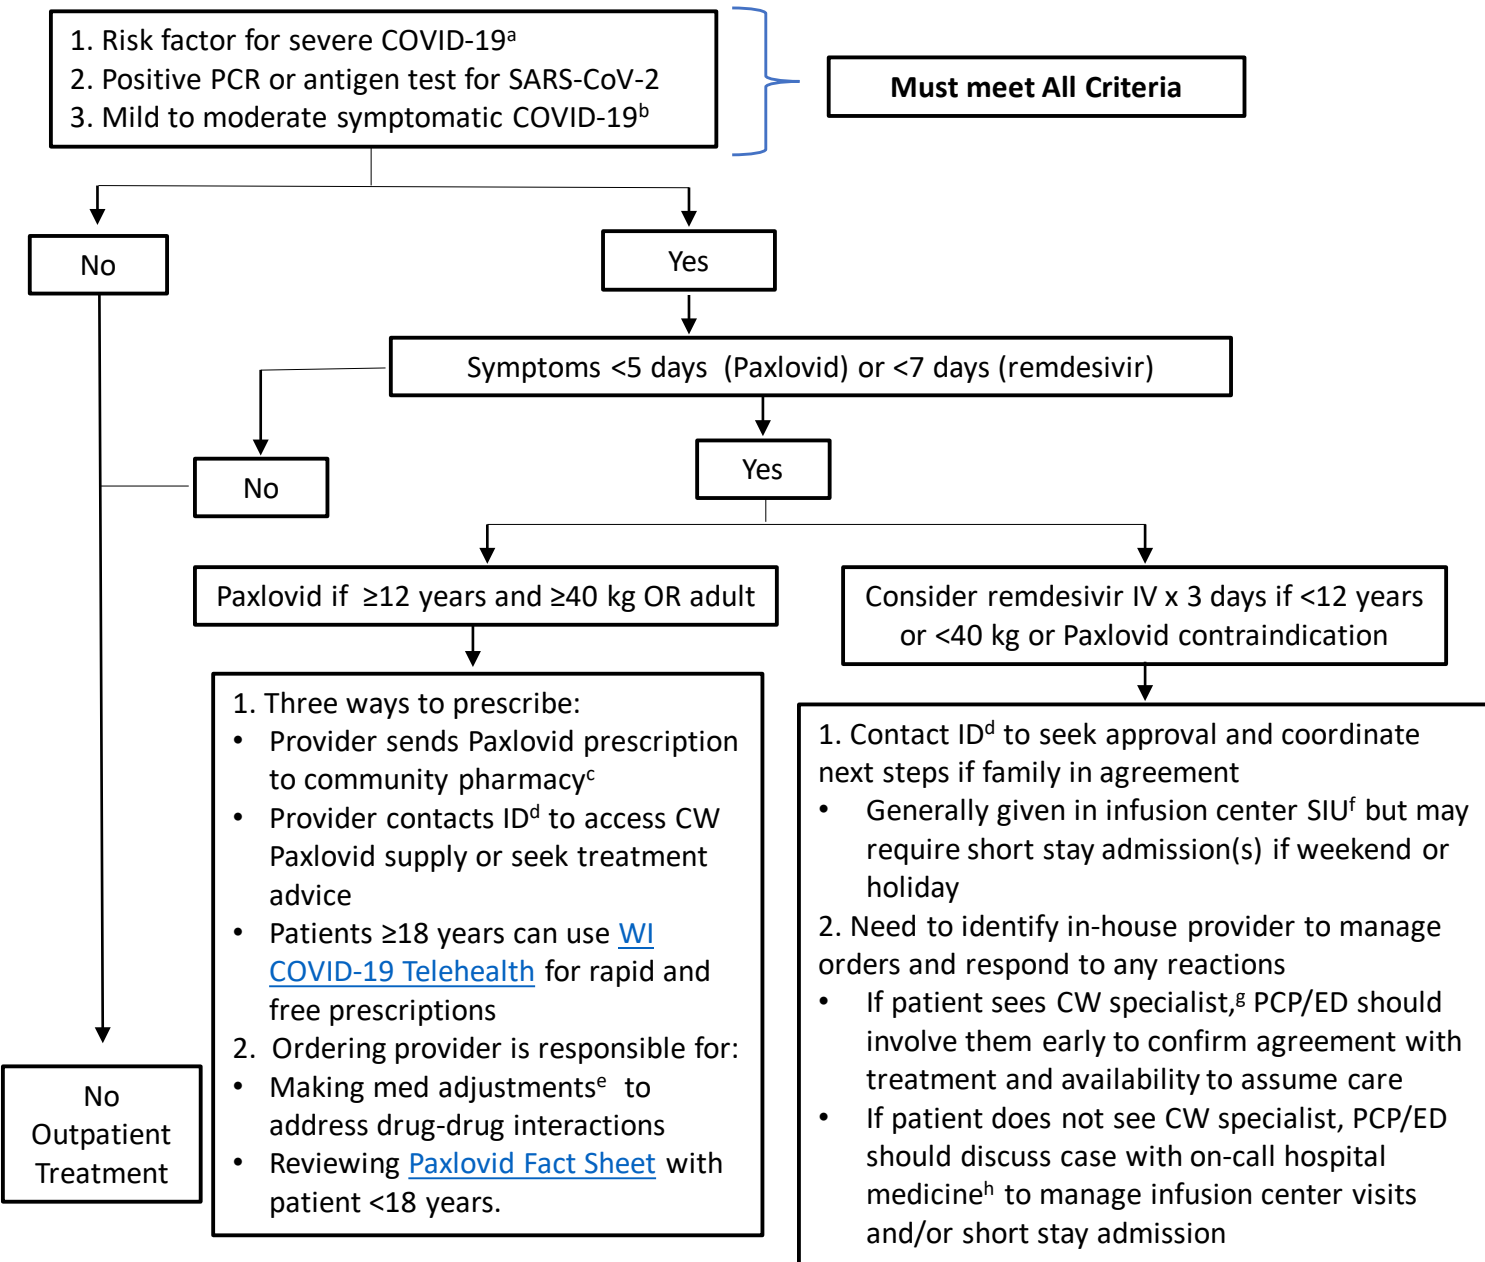 1. Risk factor for severe COVID-19ᵃ
2. Positive PCR or antigen test for SARS-CoV-2
3. Mild to moderate symptomatic COVID-19ᵇ
Must meet All Criteria
No
Yes
Symptoms <5 days (Paxlovid) or <7 days (remdesivir)
No
Yes
Paxlovid if ≥12 years and ≥40 kg OR adult
Consider remdesivir IV x 3 days if <12 years
or <40 kg or Paxlovid contraindication
1. Three ways to prescribe:
• Provider sends Paxlovid prescription
to community pharmacyᶜ
• Provider contacts IDᵈ to access CW
Paxlovid supply or seek treatment
advice
• Patients ≥18 years can use WI
COVID-19 Telehealth for rapid and
free prescriptions
2. Ordering provider is responsible for:
• Making med adjustmentsᵉ to
address drug-drug interactions
• Reviewing Paxlovid Fact Sheet with
patient <18 years.
1. Contact IDᵈ to seek approval and coordinate
next steps if family in agreement
• Generally given in infusion center SIUᶠ but may
require short stay admission(s) if weekend or
holiday
2. Need to identify in-house provider to manage
orders and respond to any reactions
• If patient sees CW specialist,ᵍ PCP/ED should
involve them early to confirm agreement with
treatment and availability to assume care
• If patient does not see CW specialist, PCP/ED
should discuss case with on-call hospital
medicineʰ to manage infusion center visits
and/or short stay admission
No
Outpatient
Treatment